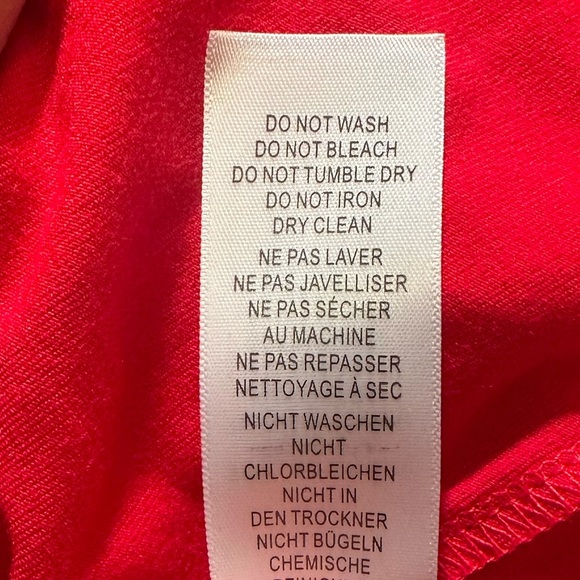 DO NOT WASH
DO NOT BLEACH
DO NOT TUMBLE DRY
DO NOT IRON
DRY CLEAN
NE PAS LAVER
NE PAS JAVELLISER
NE PAS SÉCHER
AU MACHINE
NE PAS REPASSER
NETTOYAGE À SEC
NICHT WASCHEN
NICHT
CHLORBLEICHEN
NICHT IN
DEN TROCKNER
NICHT BÜGELN
CHEMISCHE